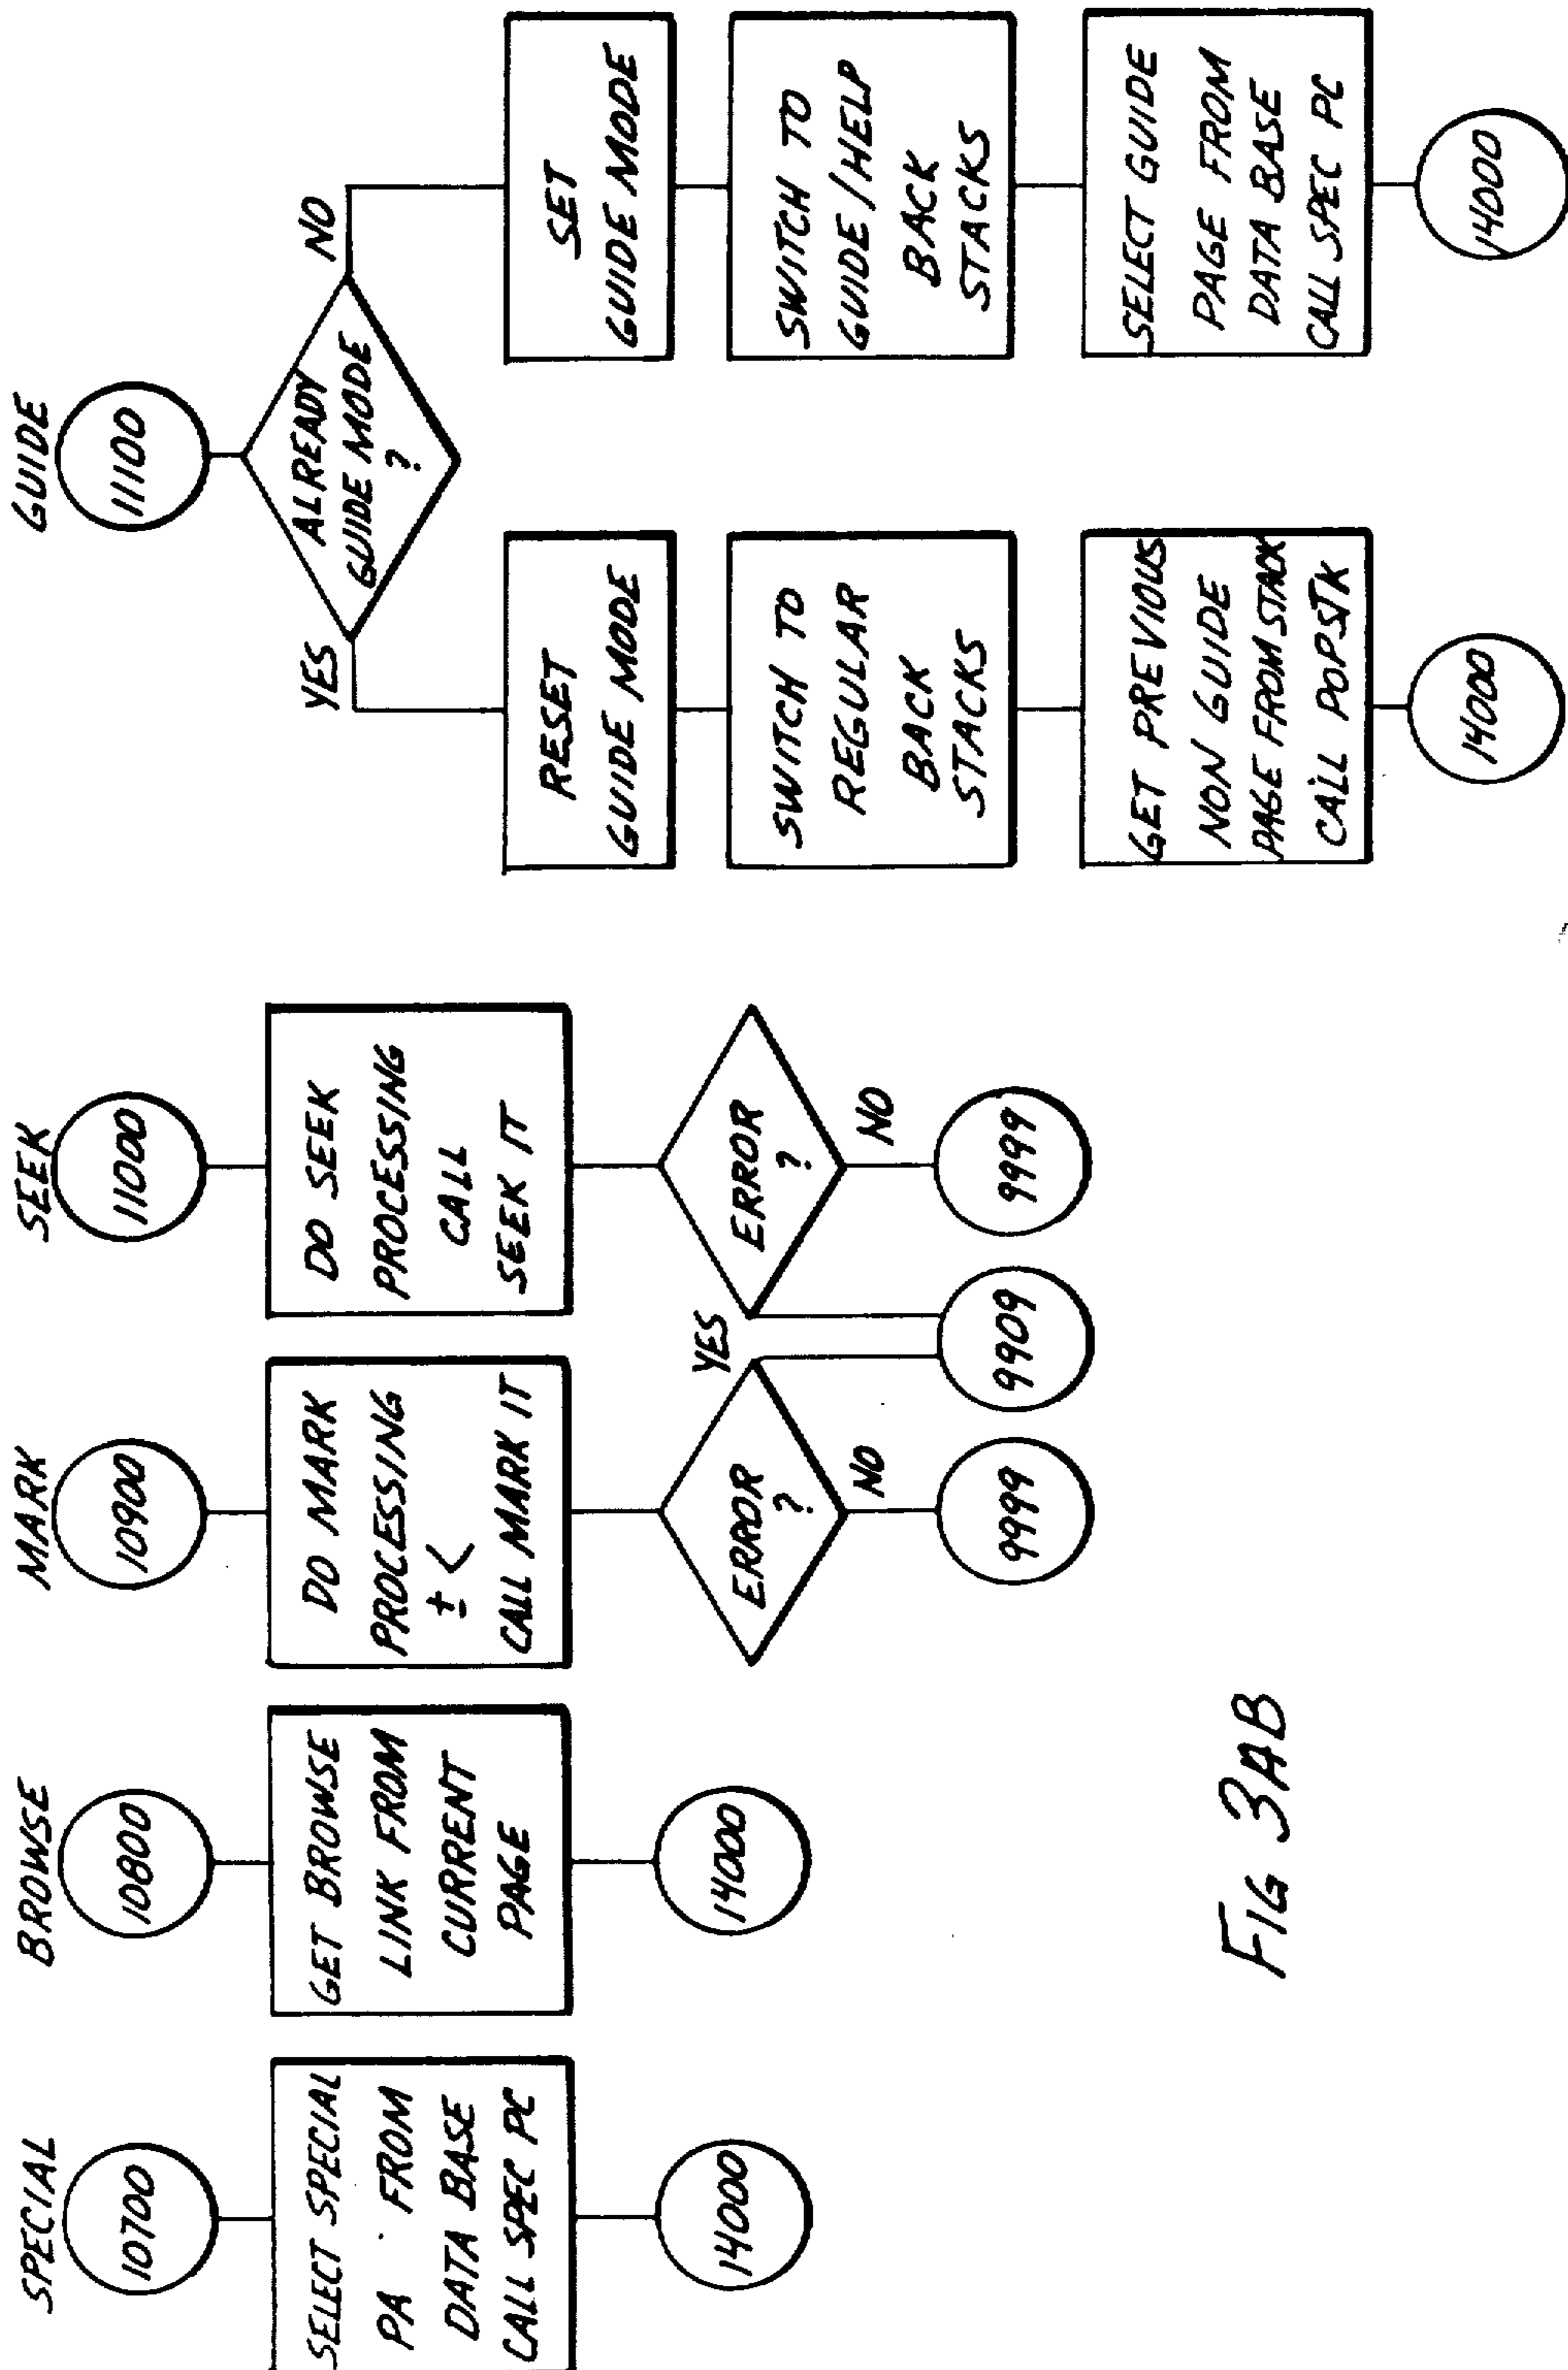 SPECIAL
10700
SELECT SPECIAL
PA FROM
DATA BASE
CALL SPEC PC
14000
BROWSE
10800
GET BROWSE
LINK FROM
CURRENT
PAGE
14000
MARK
10900
DO MARK
PROCESSING
± <
CALL MARK IT
ERROR
?
YES
NO
9999
9909
SEEK
11000
DO SEEK
PROCESSING
CALL
SEEK IT
ERROR
?
NO
9999
GUIDE
11100
ALREADY
GUIDE MODE
?
YES
RESET
GUIDE MODE
SWITCH TO
REGULAR
BACK
STACKS
GET PREVIOUS
NON GUIDE
PAGE FROM STACK
CALL POPSTK
14000
NO
SET
GUIDE MODE
SWITCH TO
GUIDE/HELP
BACK
STACKS
SELECT GUIDE
PAGE FROM
DATA BASE
CALL SPEC PC
14000
FIG 3AB